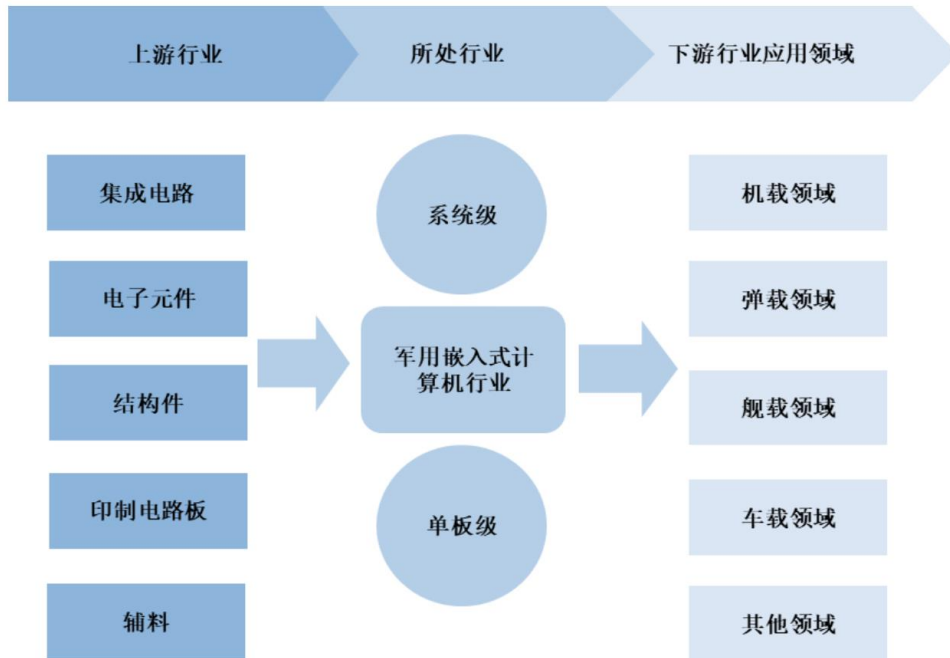 上游行业
所处行业
下游行业应用领域
集成电路
电子元件
结构件
印制电路板
辅料
系统级
军用嵌入式计
算机行业
单板级
机载领域
弹载领域
舰载领域
车载领域
其他领域